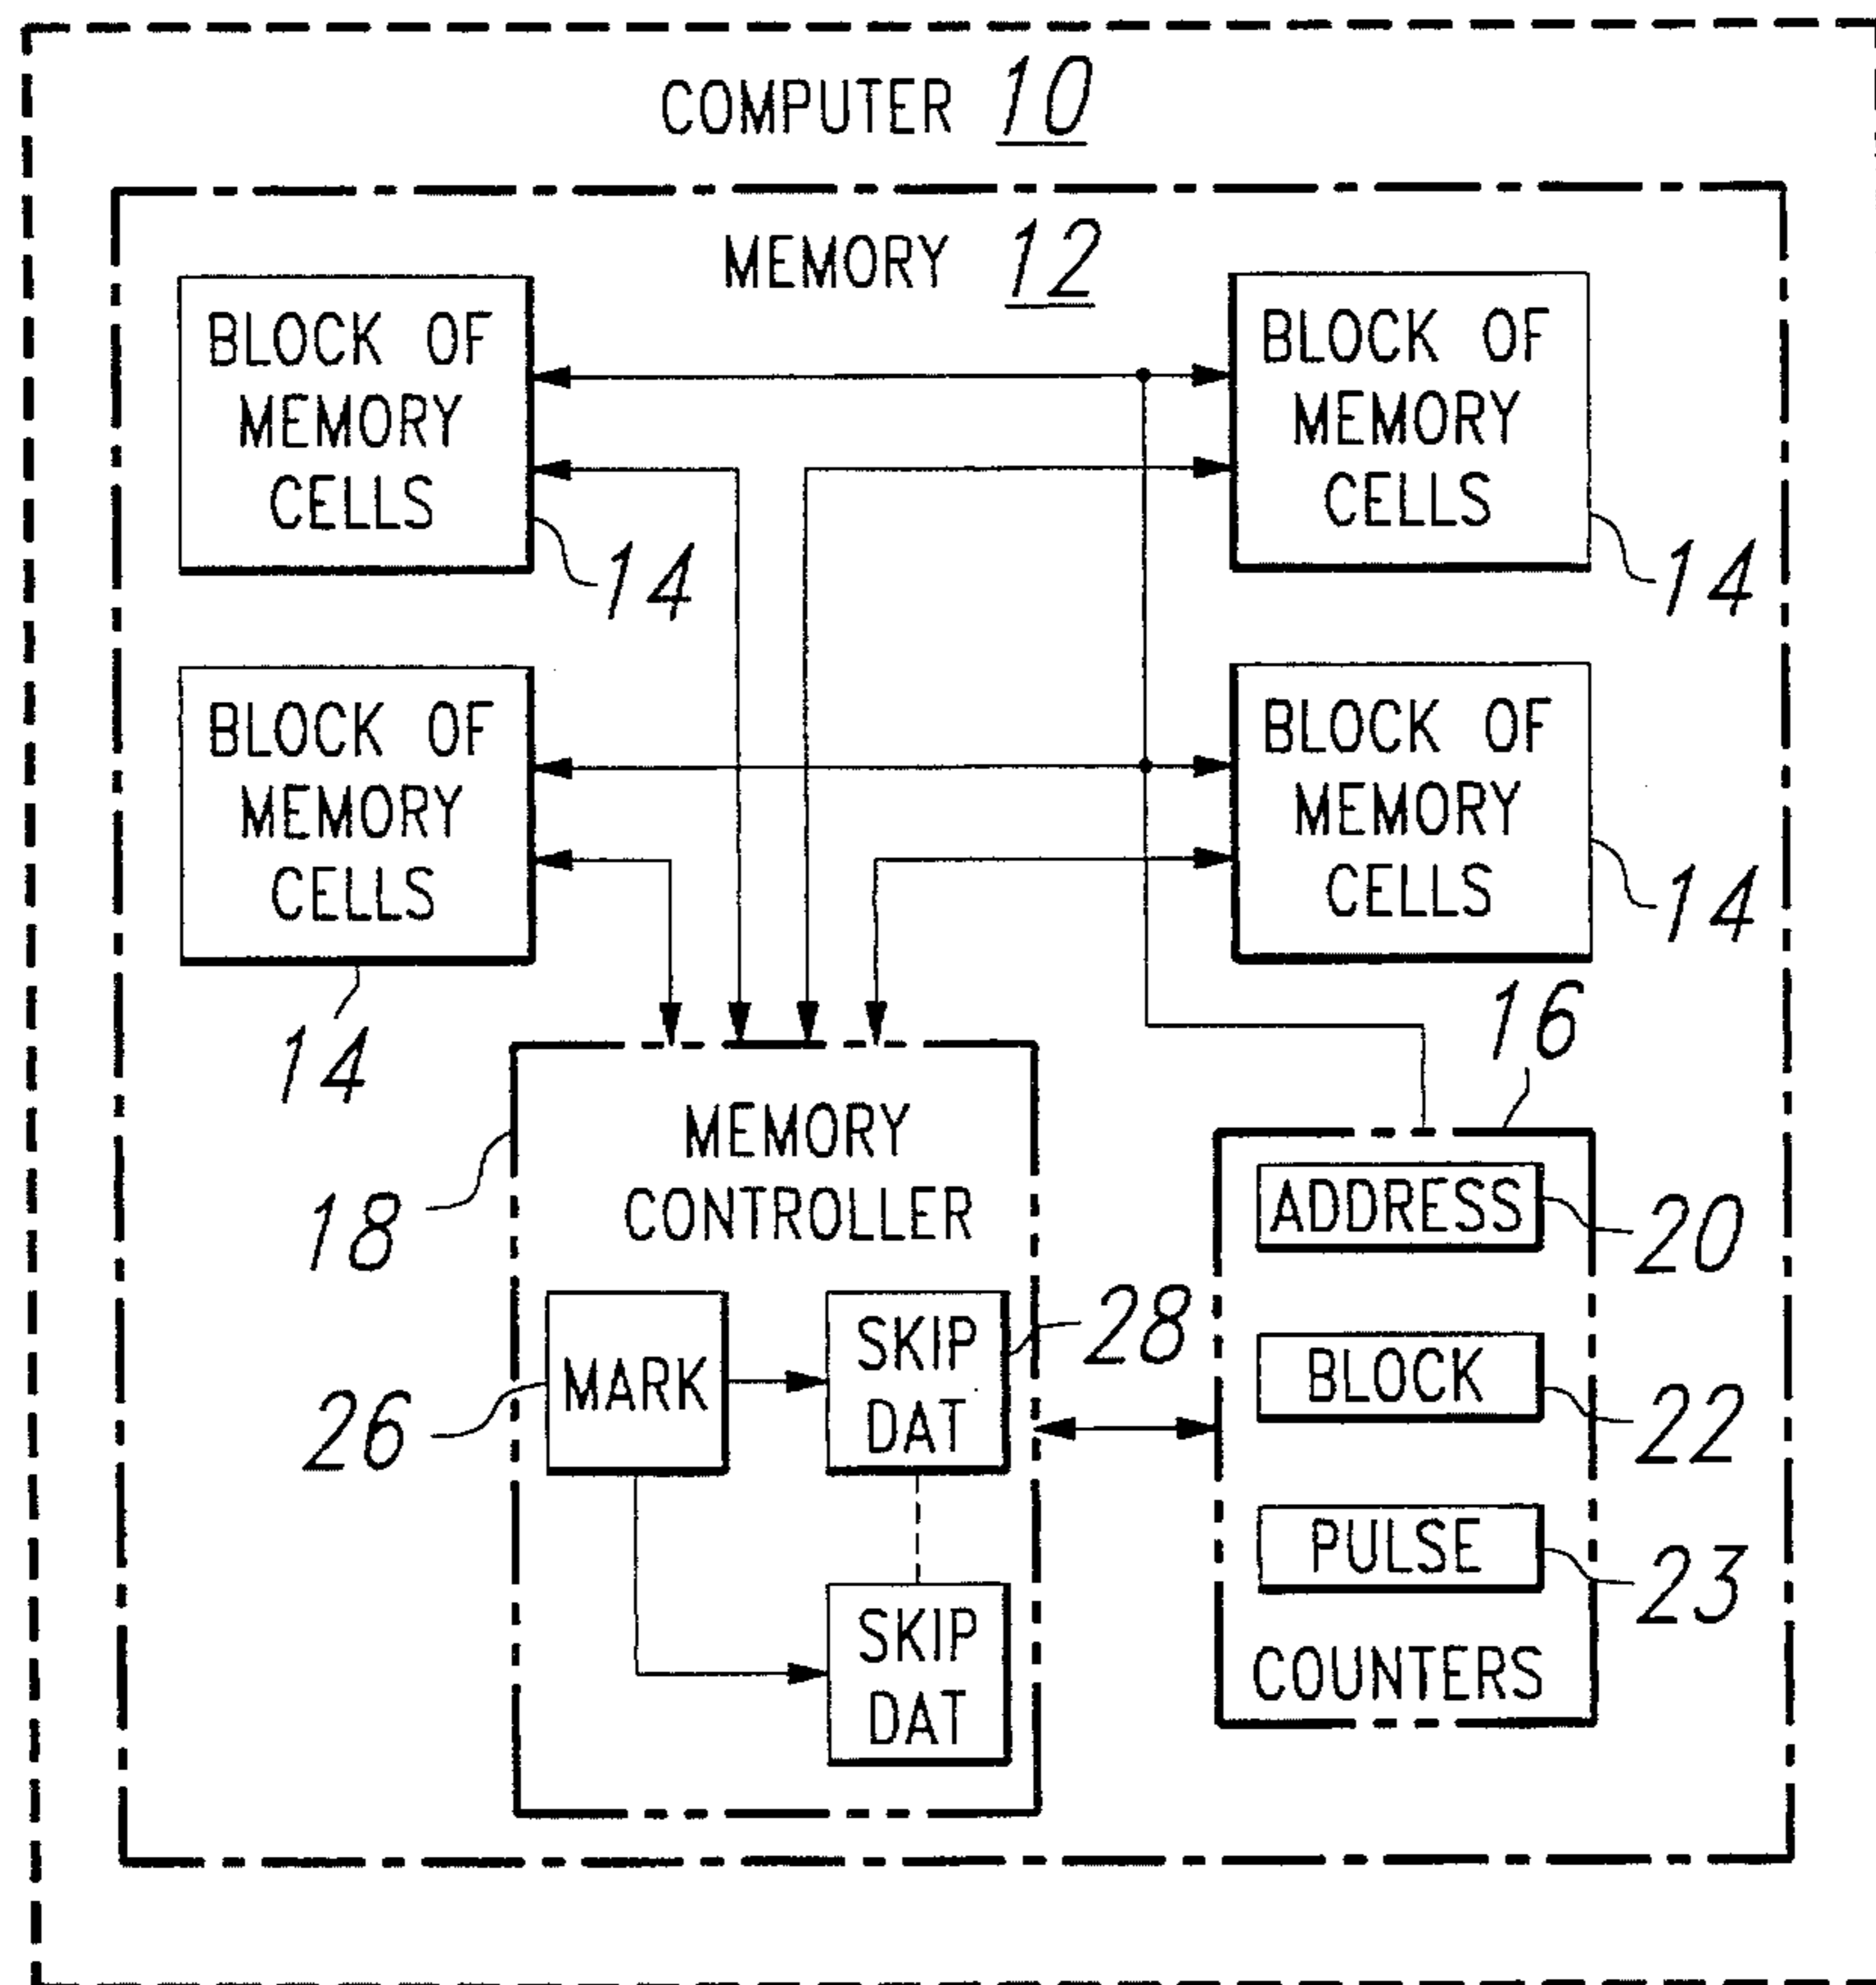 COMPUTER 10
MEMORY 12
BLOCK OF
MEMORY
CELLS
14
BLOCK OF
MEMORY
CELLS
14
BLOCK OF
MEMORY
CELLS
14
BLOCK OF
MEMORY
CELLS
14
MEMORY
CONTROLLER
18
MARK
26
SKIP
DAT
28
SKIP
DAT
16
ADDRESS
20
BLOCK
22
PULSE
23
COUNTERS